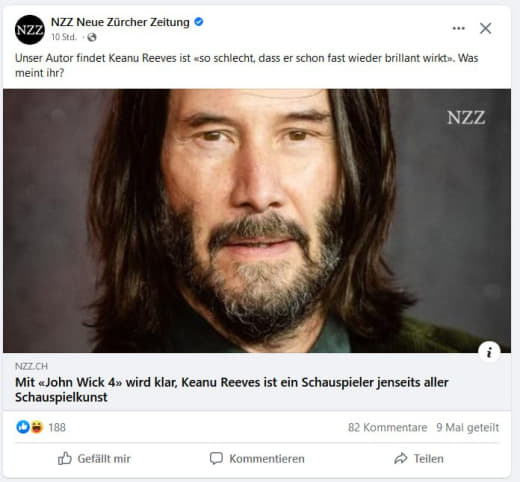 NZZ NZZ Neue Zürcher Zeitung
10 Std. ·
Unser Autor findet Keanu Reeves ist «so schlecht, dass er schon fast wieder brillant wirkt». Was
meint ihr?
NZZ
NZZ.CH
Mit «John Wick 4» wird klar, Keanu Reeves ist ein Schauspieler jenseits aller
Schauspielkunst
188 82 Kommentare 9 Mal geteilt
Gefällt mir Kommentieren Teilen